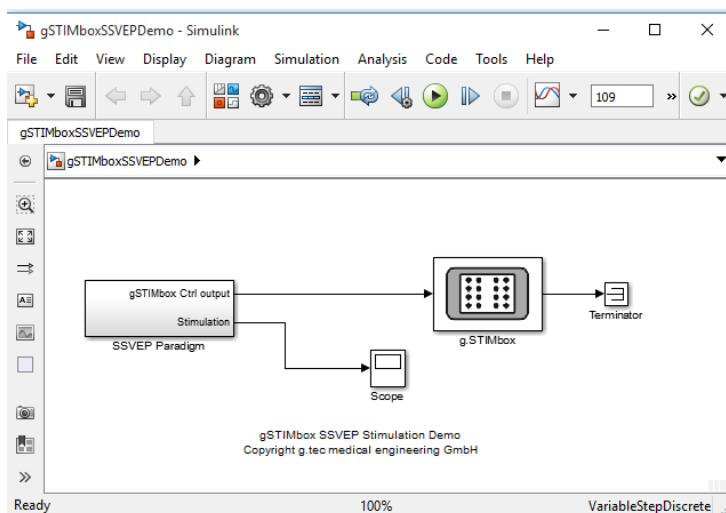 gSTIMboxSSVEPDemo - Simulink
File Edit View Display Diagram Simulation Analysis Code Tools Help
109 »
gSTIMboxSSVEPDemo
gSTIMboxSSVEPDemo
gSTIMbox Ctrl output
Stimulation
SSVEP Paradigm
g.STIMbox
Terminator
Scope
gSTIMbox SSVEP Stimulation Demo
Copyright g.tec medical engineering GmbH
Ready 100% VariableStepDiscrete